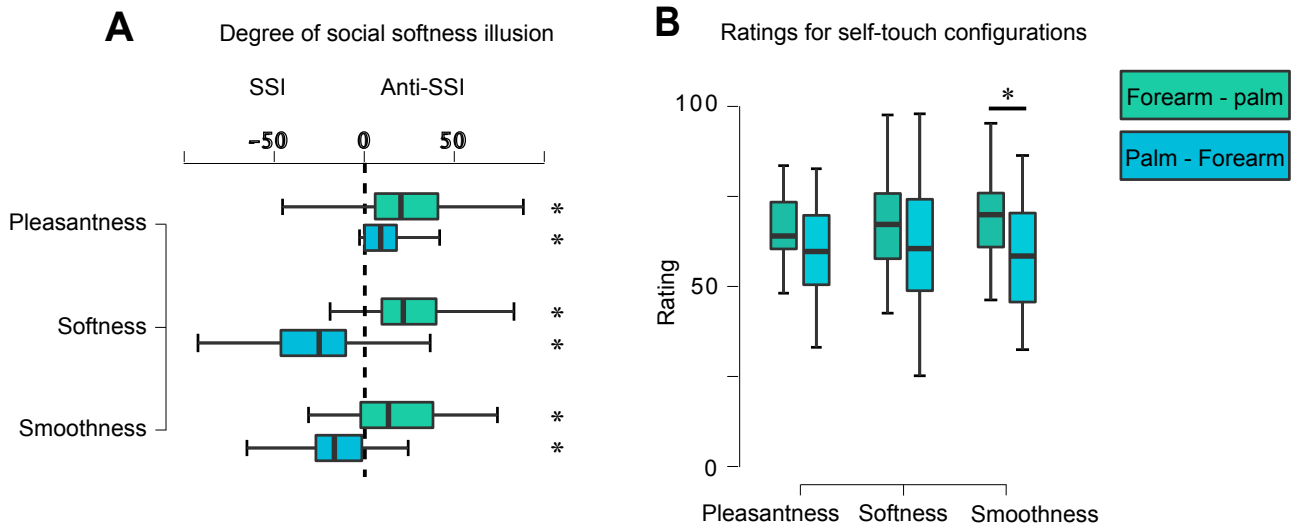 A
Degree of social softness illusion
SSI
Anti-SSI
-50
0
50
Pleasantness
*
*
Softness
*
*
Smoothness
*
*
B
Ratings for self-touch configurations
Forearm - palm
Palm - Forearm
*
100
50
0
Rating
Pleasantness
Softness
Smoothness